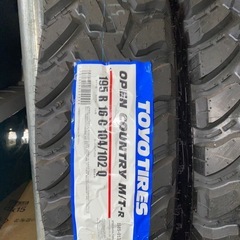 TOYO TIRES
OPEN COUNTRY M/T-R
195 R 16 C 104/102 Q